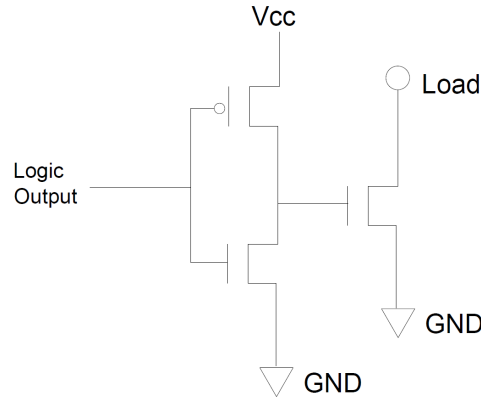 Vcc
Load
Logic
Output
GND
GND